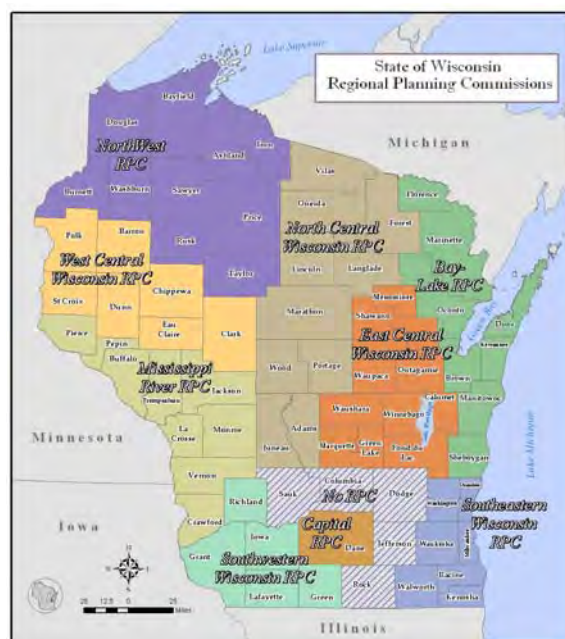 Lake Superior
State of Wisconsin
Regional Planning Commissions
Bayfield
Douglas
NorthWest
RPC
Ashland
Iron
Michigan
Vilas
Burnett
Washburn
Sawyer
Florence
Oneida
Price
North Central
Wisconsin RPC
Forest
Polk
Barron
Rusk
Marinette
West Central
Wisconsin RPC
Taylor
Lincoln
Langlade
Bay-
Lake RPC
Chippewa
Menominee
St Croix
Dunn
Marathon
Shawano
Oconto
Green Bay
Door
Pierce
Eau
Claire
Clark
East Central
Wisconsin RPC
Kewaunee
Pepin
Buffalo
Mississippi
River RPC
Wood
Portage
Waupaca
Outagamie
Brown
Trempealeau
Jackson
Calumet
Manitowoc
Minnesota
Adams
Waushara
Winnebago
Lake Michigan
La
Crosse
Monroe
Juneau
Marquette
Green
Lake
Fond du
Lac
Sheboygan
Vernon
Columbia
Sauk
No RPC
Dodge
Washington
Richland
Southeastern
Wisconsin
RPC
Iowa
Crawford
Capital
RPC
Iowa
Dane
Jefferson
Waukesha
Milwaukee
Grant
Southwestern
Wisconsin RPC
Rock
Walworth
Racine
Kenosha
Lafayette
Green
25
12.5
0
25
Miles
Illinois